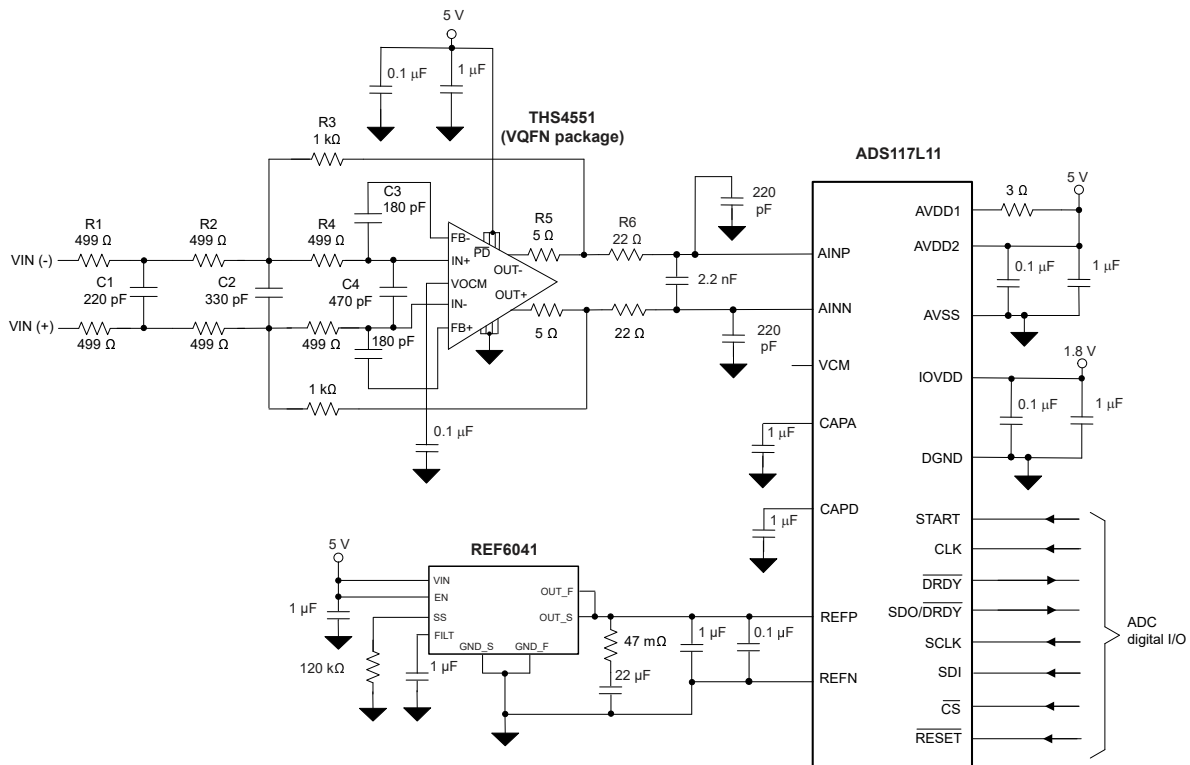 5 V
0.1 µF
1 µF
THS4551
(VQFN package)
R3
1 kΩ
C3
180 pF
R1
499 Ω
R2
499 Ω
R4
499 Ω
VIN (-)
C1
220 pF
C2
330 pF
C4
470 pF
VIN (+)
499 Ω
499 Ω
499 Ω
180 pF
1 kΩ
0.1 µF
FB-
IN+
VOCM
IN-
FB+
PD
OUT-
OUT+
R5
5 Ω
R6
22 Ω
5 Ω
22 Ω
220
pF
2.2 nF
220
pF
ADS117L11
AINP
AINN
VCM
CAPA
1 µF
CAPD
1 µF
REFP
REFN
AVDD1
AVDD2
AVSS
IOVDD
DGND
START
CLK
DRDY
SDO/DRDY
SCLK
SDI
CS
RESET
3 Ω
5 V
0.1 µF
1 µF
1.8 V
0.1 µF
1 µF
ADC
digital I/O
REF6041
5 V
1 µF
120 kΩ
1 µF
VIN
EN
SS
FILT
GND_S
GND_F
OUT_F
OUT_S
47 mΩ
22 µF
1 µF
0.1 µF